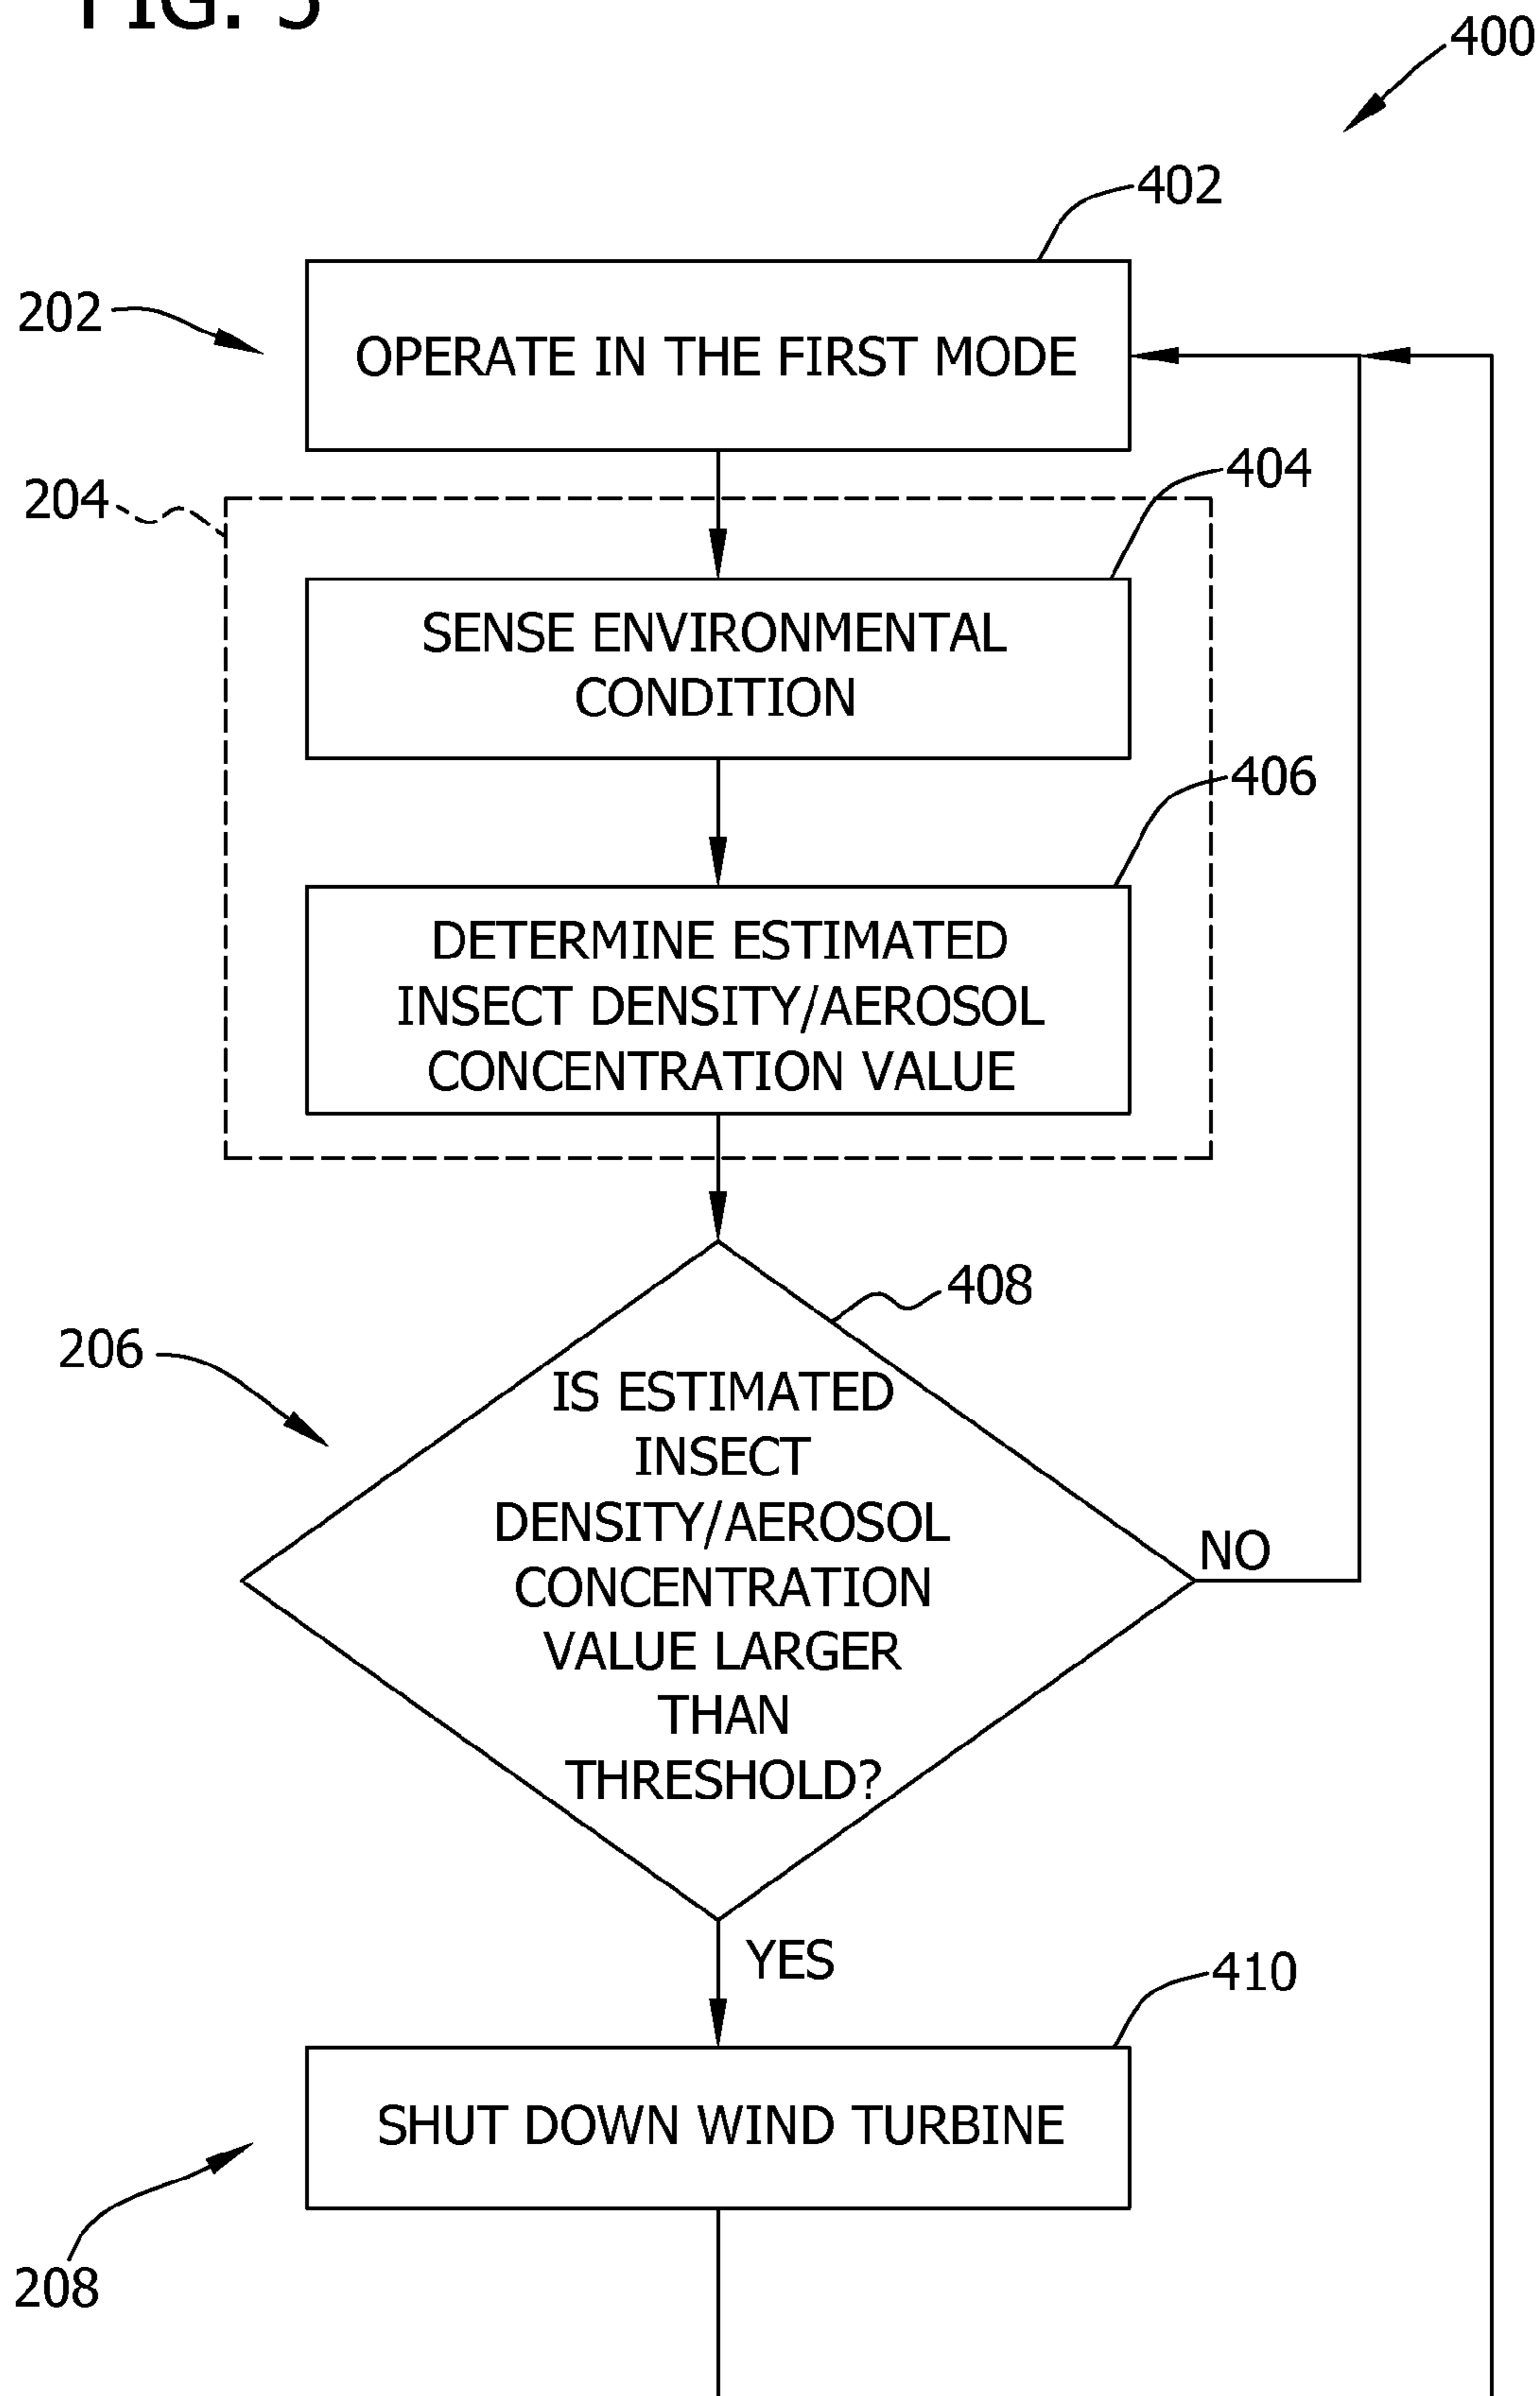 FIG. 5
400
402
202
OPERATE IN THE FIRST MODE
404
204
SENSE ENVIRONMENTAL
CONDITION
406
DETERMINE ESTIMATED
INSECT DENSITY/AEROSOL
CONCENTRATION VALUE
408
206
IS ESTIMATED
INSECT
DENSITY/AEROSOL
CONCENTRATION
VALUE LARGER
THAN
THRESHOLD?
NO
YES
410
SHUT DOWN WIND TURBINE
208